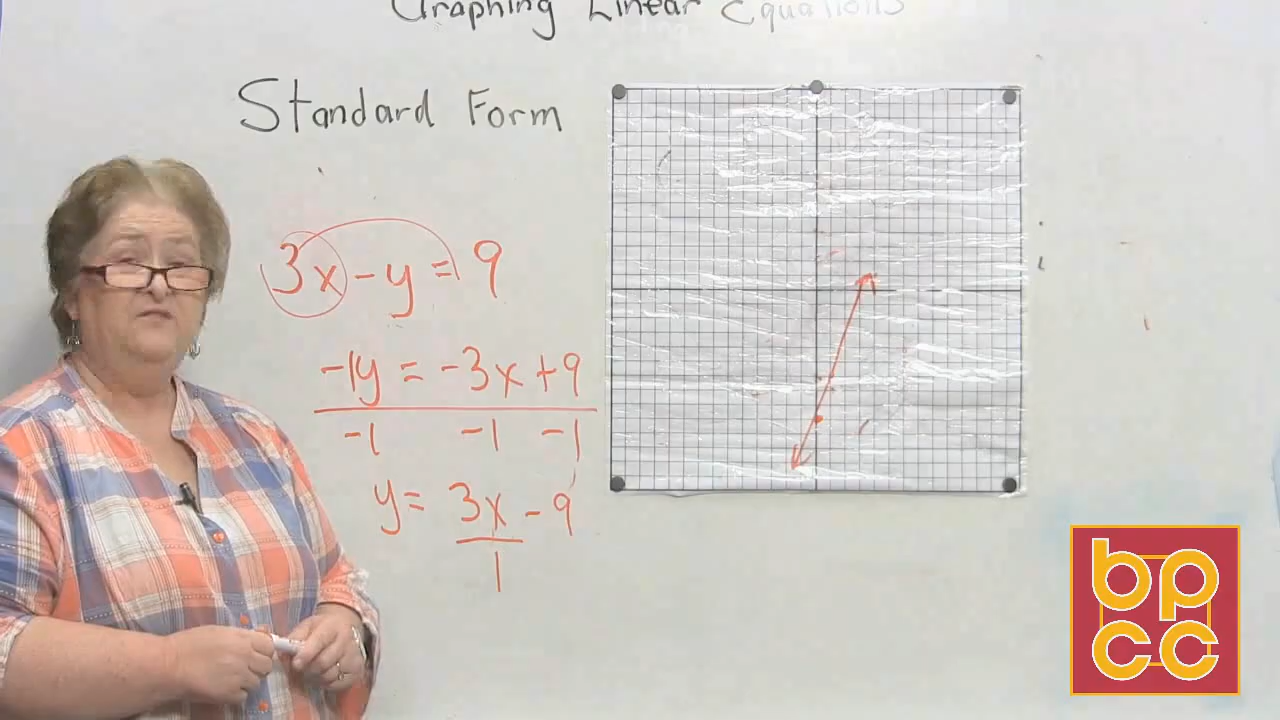 Graphing Linear Equations
Standard Form
3x - y = 9
-1y = -3x + 9
-1 -1 -1
y = 3x - 9
1
bp
cc